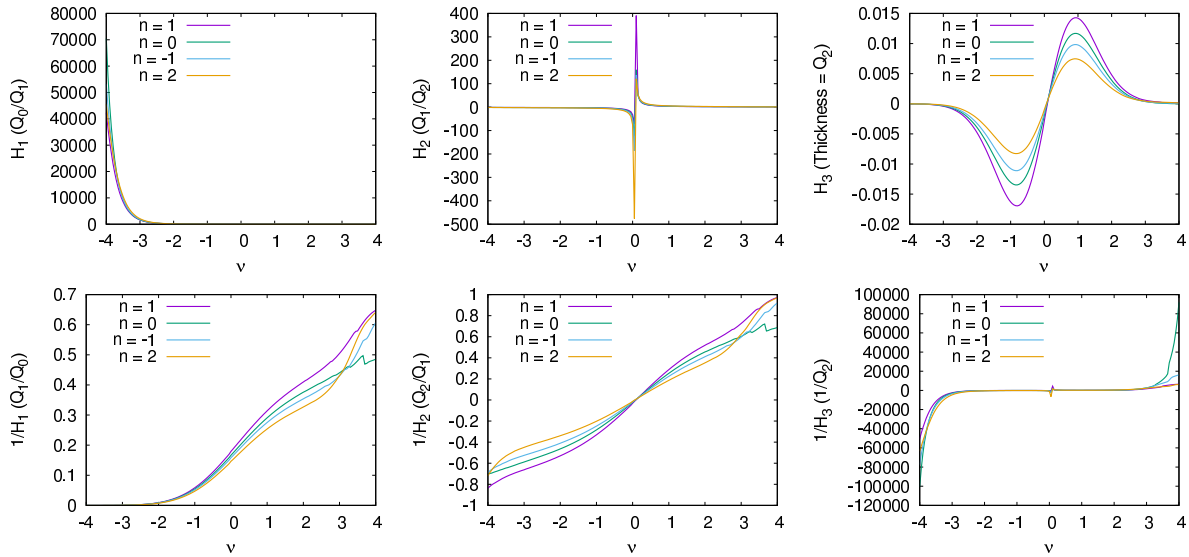 80000
70000
60000
50000
40000
30000
20000
10000
0
-4 -3 -2 -1 0 1 2 3 4
H₁ (Q₀/Q₁)
ν
n = 1
n = 0
n = -1
n = 2
400
300
200
100
0
-100
-200
-300
-400
-500
-4 -3 -2 -1 0 1 2 3 4
H₂ (Q₁/Q₂)
ν
n = 1
n = 0
n = -1
n = 2
0.015
0.01
0.005
0
-0.005
-0.01
-0.015
-0.02
-4 -3 -2 -1 0 1 2 3 4
H₃ (Thickness = Q₂)
ν
n = 1
n = 0
n = -1
n = 2
0.7
0.6
0.5
0.4
0.3
0.2
0.1
0
-4 -3 -2 -1 0 1 2 3 4
1/H₁ (Q₁/Q₀)
ν
n = 1
n = 0
n = -1
n = 2
1
0.8
0.6
0.4
0.2
0
-0.2
-0.4
-0.6
-0.8
-1
-4 -3 -2 -1 0 1 2 3 4
1/H₂ (Q₂/Q₁)
ν
n = 1
n = 0
n = -1
n = 2
100000
80000
60000
40000
20000
0
-20000
-40000
-60000
-80000
-100000
-120000
-4 -3 -2 -1 0 1 2 3 4
1/H₃ (1/Q₂)
ν
n = 1
n = 0
n = -1
n = 2